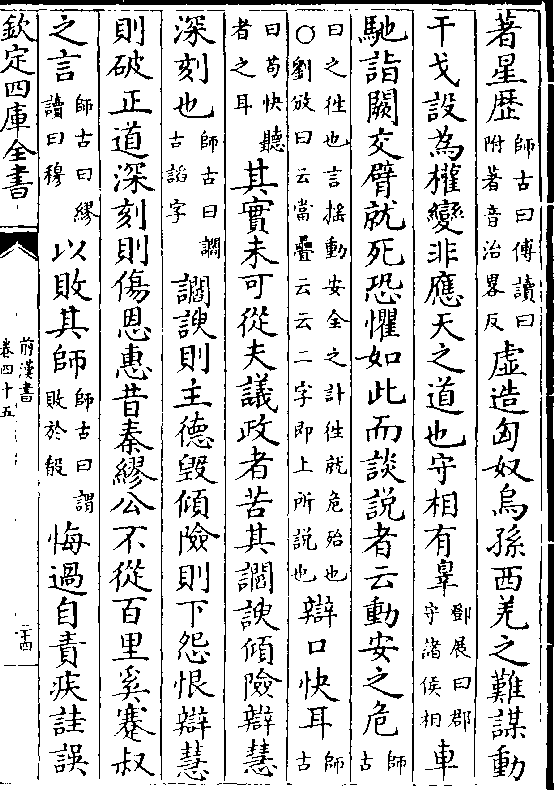 著星歴師古曰傅讀曰附著音治畧反虚造匈奴烏孫西羌之難謀動
干戈設為權變非應天之道也守相有辠鄧展曰郡守諸侯相車
馳詣闕交臂就死恐懼如此而談說者云動安之危師古
曰之徃也言揺動安全之計徃就危殆也○劉攽曰云當疊云云二字即上所説也辯口快耳師古
曰苟快聽者之耳其實未可從夫議政者苦其讇諛傾險辯慧
深刻也師古曰讇古諂字讇諛則主德毁傾險則下怨恨辯慧
則破正道深刻則傷恩惠昔秦繆公不從百里奚蹇叔
之言師古曰繆讀曰穆以敗其師師古曰謂敗於殽悔過自責疾詿誤
欽定四庫全書
前漢書
卷四十五
二十四